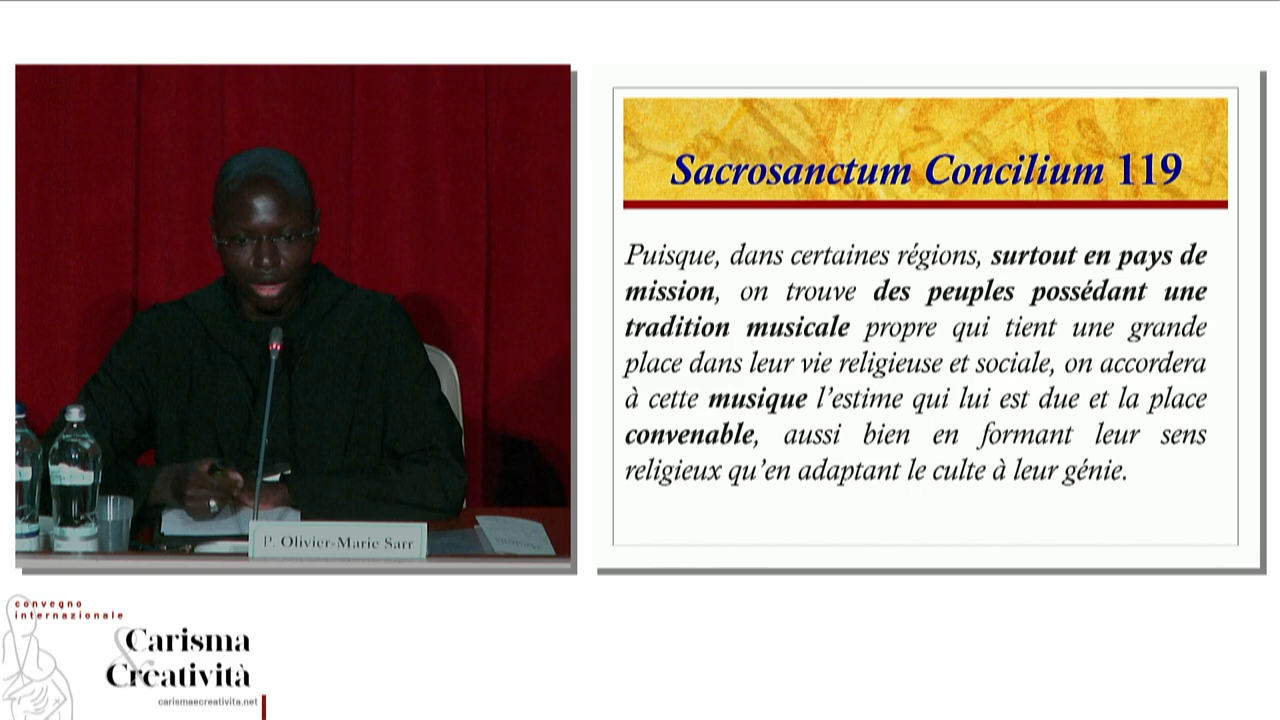 Sacrosanctum Concilium 119
Puisque, dans certaines régions, surtout en pays de
mission, on trouve des peuples possédant une
tradition musicale propre qui tient une grande
place dans leur vie religieuse et sociale, on accordera
à cette musique l'estime qui lui est due et la place
convenable, aussi bien en formant leur sens
religieux qu'en adaptant le culte à leur génie.
P. Olivier-Marie Sarr
convegno
internazionale
Carisma
&
Creatività
carismaecreativita.net